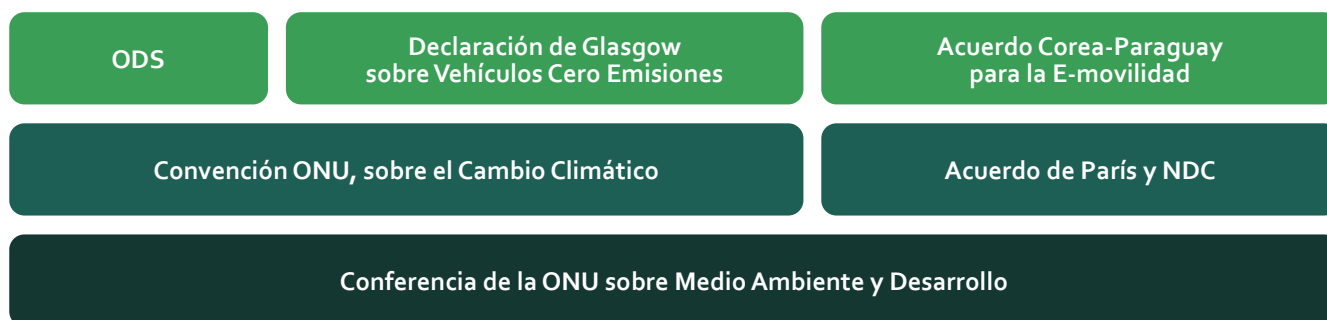 ODS
Declaración de Glasgow
sobre Vehículos Cero Emisiones
Acuerdo Corea-Paraguay
para la E-movilidad
Convención ONU, sobre el Cambio Climático
Acuerdo de París y NDC
Conferencia de la ONU sobre Medio Ambiente y Desarrollo